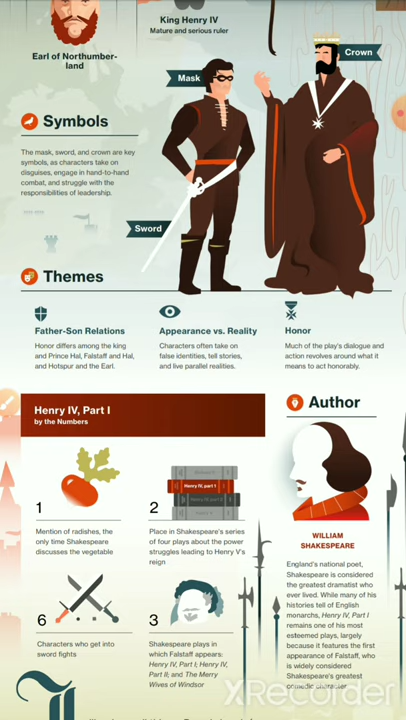 King Henry IV
Mature and serious ruler
Earl of Northumber-
land
Crown
Mask
Symbols
The mask, sword, and crown are key
symbols, as characters take on
disguises, engage in hand-to-hand
combat, and struggle with the
responsibilities of leadership.
Sword
Themes
Father-Son Relations
Honor differs among the king
and Prince Hal, Falstaff and Hal,
and Hotspur and the Earl.
Appearance vs. Reality
Characters often take on
false identities, tell stories,
and live parallel realities.
Honor
Much of the play's dialogue and
action revolves around what it
means to act honorably.
Henry IV, Part I
by the Numbers
1
Mention of radishes, the
only time Shakespeare
discusses the vegetable
2
Henry IV, part 1
Place in Shakespeare's series
of four plays about the power
struggles leading to Henry V's
reign
6
Characters who get into
sword fights
3
Shakespeare plays in
which Falstaff appears:
Henry IV, Part I; Henry IV,
Part II; and The Merry
Wives of Windsor
Author
WILLIAM
SHAKESPEARE
England's national poet,
Shakespeare is considered
the greatest dramatist who
ever lived. While many of his
histories tell of English
monarchs, Henry IV, Part I
remains one of his most
esteemed plays, largely
because it features the first
appearance of Falstaff, who
is widely considered
Shakespeare's greatest
comedic character
XRecorder